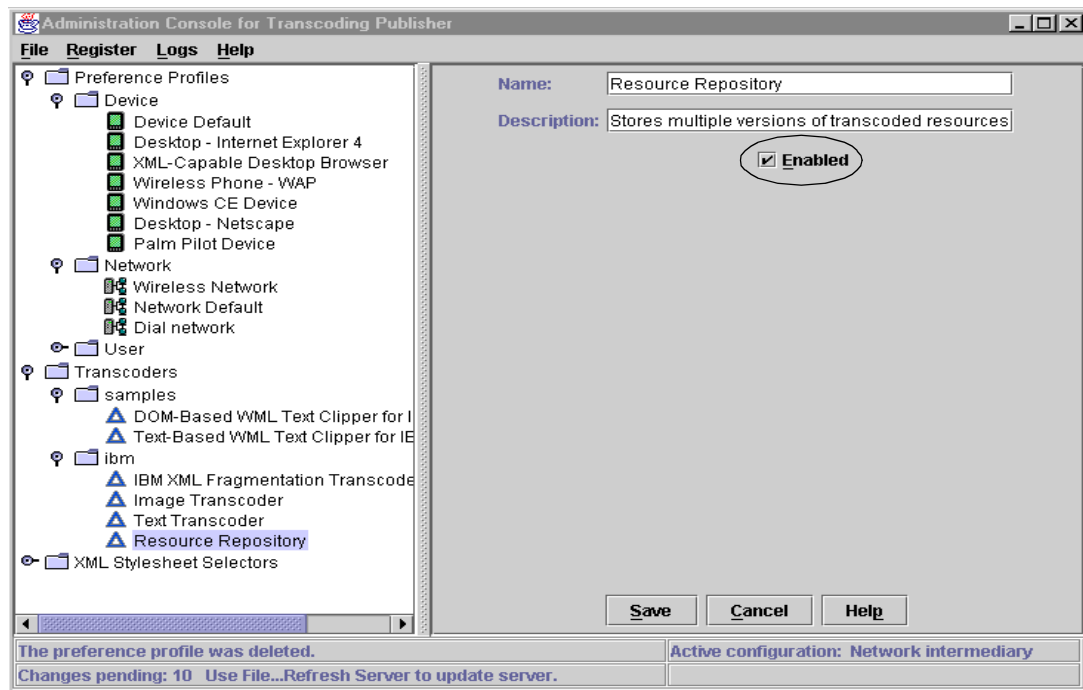 Administration Console for Transcoding Publisher
File Register Logs Help
Preference Profiles
Device
Device Default
Desktop - Internet Explorer 4
XML-Capable Desktop Browser
Wireless Phone - WAP
Windows CE Device
Desktop - Netscape
Palm Pilot Device
Network
Wireless Network
Network Default
Dial network
User
Transcoders
samples
DOM-Based WML Text Clipper for I
Text-Based WML Text Clipper for IE
ibm
IBM XML Fragmentation Transcode
Image Transcoder
Text Transcoder
Resource Repository
XML Stylesheet Selectors
Name: Resource Repository
Description: Stores multiple versions of transcoded resources
Enabled
Save Cancel Help
The preference profile was deleted.
Active configuration: Network intermediary
Changes pending: 10 Use File...Refresh Server to update server.